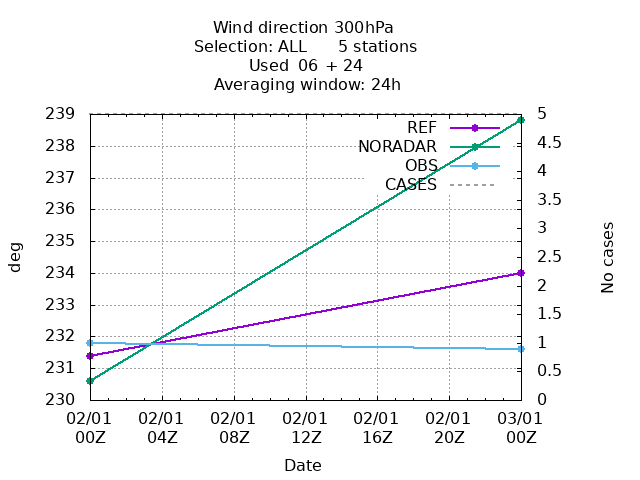 Wind direction 300hPa
Selection: ALL 5 stations
Used 06 + 24
Averaging window: 24h
239 5
REF
238 4.5
NORADAR
OBS
237 4
CASES
236 3.5
235 3
234 2.5
233 2
232 1.5
231 1
230 0.5
0
deg
No cases
02/01 02/01 02/01 02/01 02/01 02/01 03/01
00Z 04Z 08Z 12Z 16Z 20Z 00Z
Date